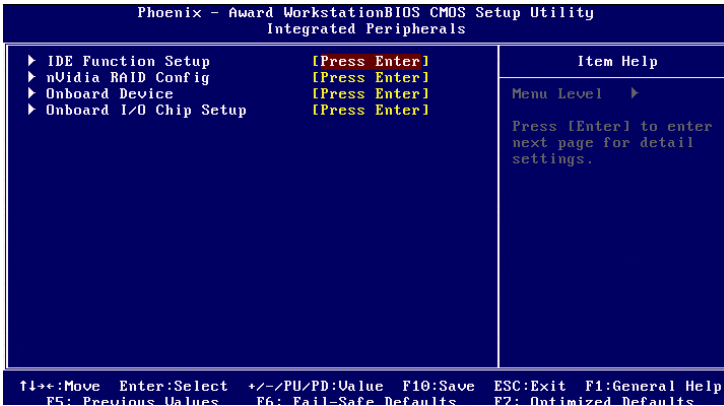 Phoenix - Award WorkstationBIOS CMOS Setup Utility
Integrated Peripherals
IDE Function Setup [Press Enter]
nVidia RAID Config [Press Enter]
Onboard Device [Press Enter]
Onboard I/O Chip Setup [Press Enter]
Item Help
Menu Level
Press [Enter] to enter
next page for detail
settings.
↑↓→←:Move Enter:Select +/-/PU/PD:Value F10:Save ESC:Exit F1:General Help
F5: Previous Values F6: Fail-Safe Defaults F7: Optimized Defaults